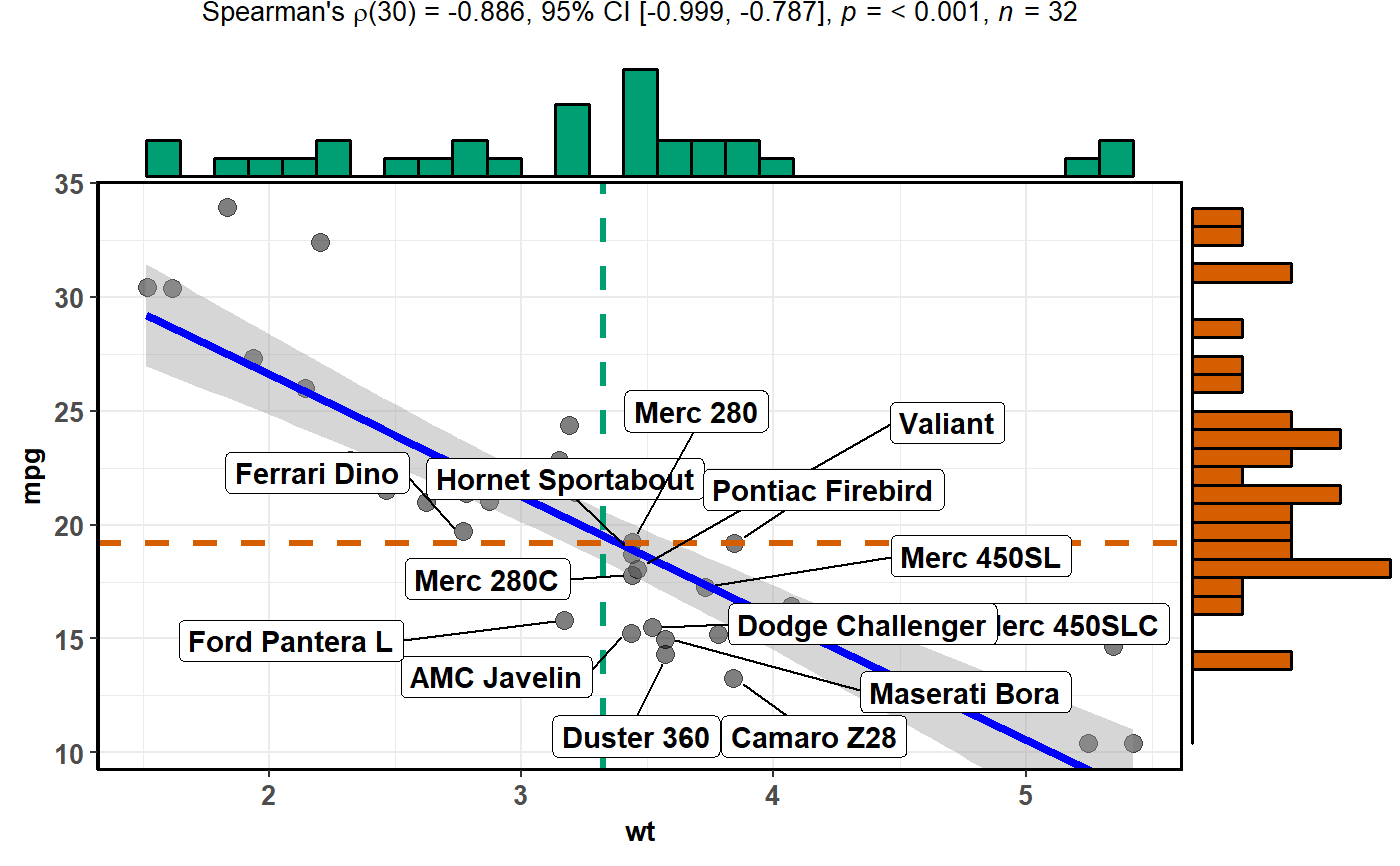 Spearman's ρ(30) = -0.886, 95% CI [-0.999, -0.787], p = < 0.001, n = 32
35
30
25
20
15
10
mpg
Merc 280
Valiant
Ferrari Dino
Hornet Sportabout
Pontiac Firebird
Merc 450SL
Merc 280C
Dodge Challenger
450SLC
Ford Pantera L
AMC Javelin
Maserati Bora
Duster 360
Camaro Z28
2
3
4
5
wt